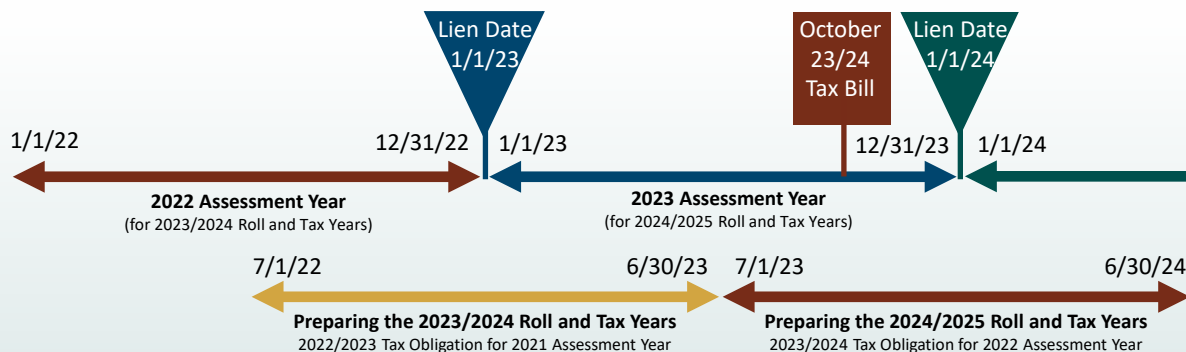 Lien Date
1/1/23
October
23/24
Tax Bill
Lien Date
1/1/24
1/1/22
12/31/22
1/1/23
12/31/23
1/1/24
2022 Assessment Year
(for 2023/2024 Roll and Tax Years)
2023 Assessment Year
(for 2024/2025 Roll and Tax Years)
7/1/22
6/30/23
7/1/23
6/30/24
Preparing the 2023/2024 Roll and Tax Years
2022/2023 Tax Obligation for 2021 Assessment Year
Preparing the 2024/2025 Roll and Tax Years
2023/2024 Tax Obligation for 2022 Assessment Year